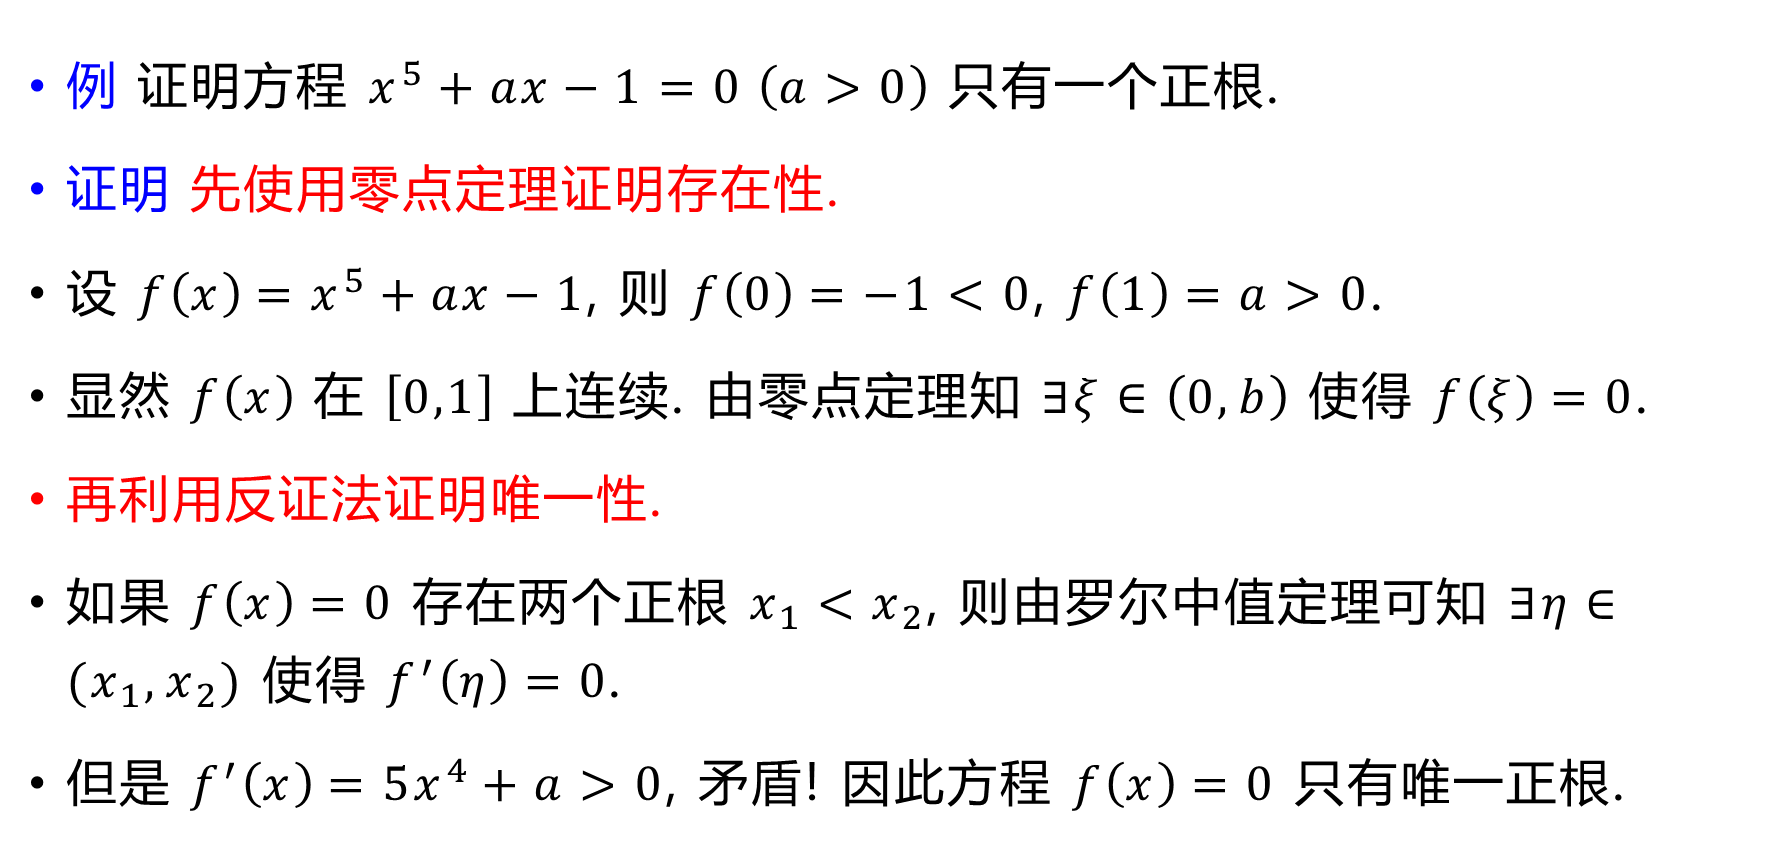 • 例 证明方程 x⁵ + ax − 1 = 0 (a > 0) 只有一个正根.
• 证明 先使用零点定理证明存在性.
• 设 f(x) = x⁵ + ax − 1, 则 f(0) = −1 < 0, f(1) = a > 0.
• 显然 f(x) 在 [0,1] 上连续. 由零点定理知 ∃ξ ∈ (0, b) 使得 f(ξ) = 0.
• 再利用反证法证明唯一性.
• 如果 f(x) = 0 存在两个正根 x₁ < x₂, 则由罗尔中值定理可知 ∃η ∈
(x₁, x₂) 使得 f′(η) = 0.
• 但是 f′(x) = 5x⁴ + a > 0, 矛盾! 因此方程 f(x) = 0 只有唯一正根.